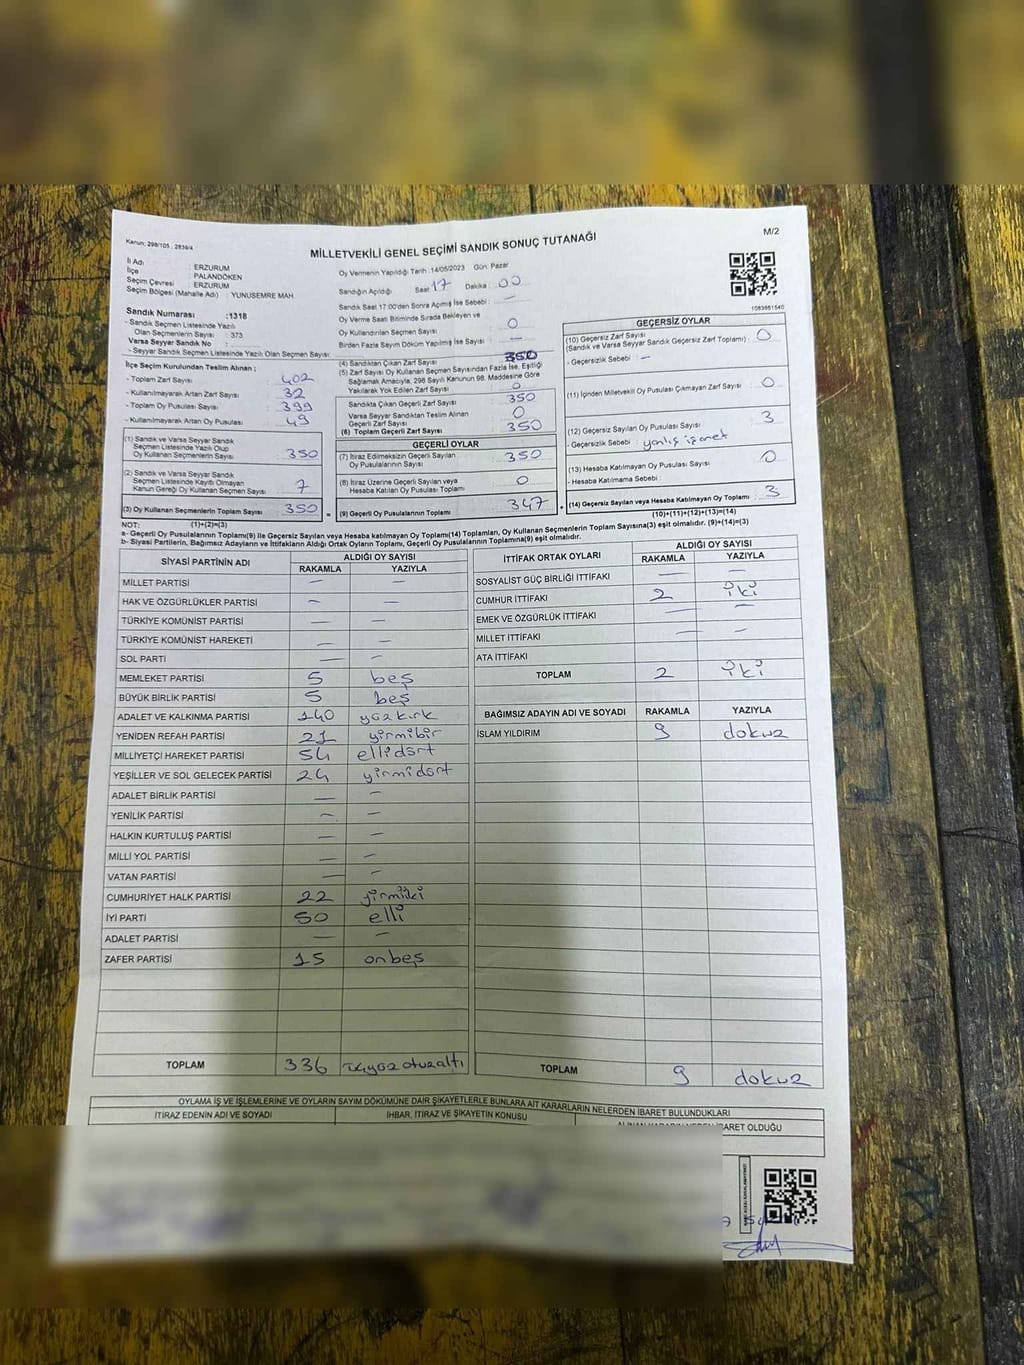 Kanun; 298/105 ; 2839/4
M/2
MİLLETVEKİLİ GENEL SEÇİMİ SANDIK SONUÇ TUTANAĞI
İl Adı : ERZURUM
İlçe : PALANDÖKEN
Seçim Çevresi : ERZURUM
Seçim Bölgesi (Mahalle Adı) : YUNUSEMRE MAH.
Sandık Numarası :1318
- Sandık Seçmen Listesinde Yazılı
Olan Seçmenlerin Sayısı : 373
Varsa Seyyar Sandık No :
- Seyyar Sandık Seçmen Listesinde Yazılı Olan Seçmen Sayısı:
İlçe Seçim Kurulundan Teslim Alınan ;
- Toplam Zarf Sayısı : 402
- Kullanılmayarak Artan Zarf Sayısı : 32
- Toplam Oy Pusulası Sayısı : 399
- Kullanılmayarak Artan Oy Pusulası : 49
(1) Sandık ve Varsa Seyyar Sandık
Seçmen Listesinde Yazılı Olup
Oy Kullanan Seçmenlerin Sayısı : 350
(2) Sandık ve Varsa Seyyar Sandık
Seçmen Listesinde Kayıtlı Olmayan
Kanun Gereği Oy Kullanan Seçmen Sayısı : 7
(3) Oy Kullanan Seçmenlerin Toplam Sayısı : 350 =
Oy Vermenin Yapıldığı Tarih :14/05/2023 Gün: Pazar
Sandığın Açıldığı Saat 17 Dakika : 00
Sandık Saat 17:00'den Sonra Açılmış İse Sebebi : —
Oy Verme Saati Bitiminde Sırada Bekleyen ve
Oy Kullandırılan Seçmen Sayısı : 0
Birden Fazla Sayım Döküm Yapılmış İse Sayısı : —
(4) Sandıktan Çıkan Zarf Sayısı : 350
(5) Zarf Sayısı Oy Kullanan Seçmen Sayısından Fazla İse, Eşitliği
Sağlamak Amacıyla, 298 Sayılı Kanunun 98. Maddesine Göre
Yakılarak Yok Edilen Zarf Sayısı : 0
Sandıkta Çıkan Geçerli Zarf Sayısı : 350
Varsa Seyyar Sandıktan Teslim Alınan
Geçerli Zarf Sayısı : 0
(6) Toplam Geçerli Zarf Sayısı : 350
GEÇERLİ OYLAR
(7) İtiraz Edilmeksizin Geçerli Sayılan
Oy Pusulalarının Sayısı : 350
(8) İtiraz Üzerine Geçerli Sayılan veya
Hesaba Katılan Oy Pusulası Toplamı : 0
(9) Geçerli Oy Pusulalarının Toplamı : 347 +
1083681540
GEÇERSİZ OYLAR
(10) Geçersiz Zarf Sayısı
(Sandık ve Varsa Seyyar Sandık Geçersiz Zarf Toplamı) : 0
- Geçersizlik Sebebi : —
(11) İçinden Milletvekili Oy Pusulası Çıkmayan Zarf Sayısı : 0
(12) Geçersiz Sayılan Oy Pusulası Sayısı : 3
- Geçersizlik Sebebi : yanlış işaret
(13) Hesaba Katılmayan Oy Pusulası Sayısı : 0
- Hesaba Katılmama Sebebi :
(14) Geçersiz Sayılan veya Hesaba Katılmayan Oy Toplamı : 3
(10)+(11)+(12)+(13)=(14)
NOT: (1)+(2)=(3)
a- Geçerli Oy Pusulalarının Toplamı(9) ile Geçersiz Sayılan veya Hesaba katılmayan Oy Toplamı(14) Toplamları, Oy Kullanan Seçmenlerin Toplam Sayısına(3) eşit olmalıdır. (9)+(14)=(3)
b- Siyasi Partilerin, Bağımsız Adayların ve İttifakların Aldığı Ortak Oyların Toplamı, Geçerli Oy Pusulalarının Toplamına(9) eşit olmalıdır.
SİYASİ PARTİNİN ADI ALDIĞI OY SAYISI
RAKAMLA YAZIYLA
MİLLET PARTİSİ — —
HAK VE ÖZGÜRLÜKLER PARTİSİ — —
TÜRKİYE KOMÜNİST PARTİSİ — —
TÜRKİYE KOMÜNİST HAREKETİ — —
SOL PARTİ — —
MEMLEKET PARTİSİ 5 beş
BÜYÜK BİRLİK PARTİSİ 5 beş
ADALET VE KALKINMA PARTİSİ 140 yüzkırk
YENİDEN REFAH PARTİSİ 21 yirmibir
MİLLİYETÇİ HAREKET PARTİSİ 54 ellidört
YEŞİLLER VE SOL GELECEK PARTİSİ 24 yirmidört
ADALET BİRLİK PARTİSİ — —
YENİLİK PARTİSİ — —
HALKIN KURTULUŞ PARTİSİ — —
MİLLİ YOL PARTİSİ — —
VATAN PARTİSİ — —
CUMHURİYET HALK PARTİSİ 22 yirmiiki
İYİ PARTİ 50 elli
ADALET PARTİSİ — —
ZAFER PARTİSİ 15 onbeş
TOPLAM 336 üçyüzotuzaltı
İTTİFAK ORTAK OYLARI ALDIĞI OY SAYISI
RAKAMLA YAZIYLA
SOSYALİST GÜÇ BİRLİĞİ İTTİFAKI — —
CUMHUR İTTİFAKI 2 iki
EMEK VE ÖZGÜRLÜK İTTİFAKI — —
MİLLET İTTİFAKI — —
ATA İTTİFAKI
TOPLAM 2 iki
BAĞIMSIZ ADAYIN ADI VE SOYADI RAKAMLA YAZIYLA
İSLAM YILDIRIM 9 dokuz
TOPLAM 9 dokuz
OYLAMA İŞ VE İŞLEMLERİNE VE OYLARIN SAYIM DÖKÜMÜNE DAİR ŞİKAYETLERLE BUNLARA AİT KARARLARIN NELERDEN İBARET BULUNDUKLARI
İTİRAZ EDENİN ADI VE SOYADI İHBAR, İTİRAZ VE ŞİKAYETİN KONUSU ALINAN KARARIN NEDEN İBARET OLDUĞU